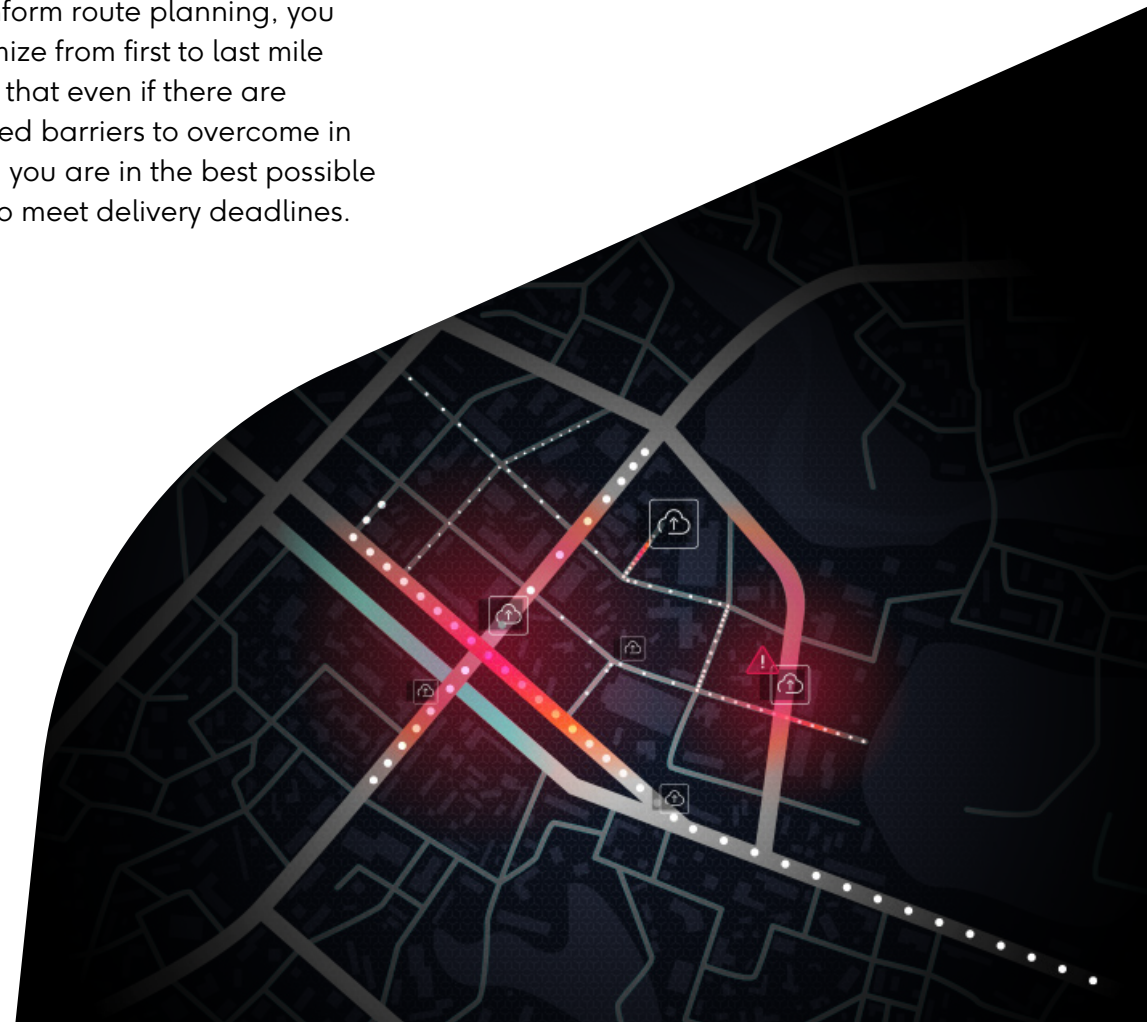 form route planning, you
mize from first to last mile
that even if there are
ed barriers to overcome in
you are in the best possible
o meet delivery deadlines.
!